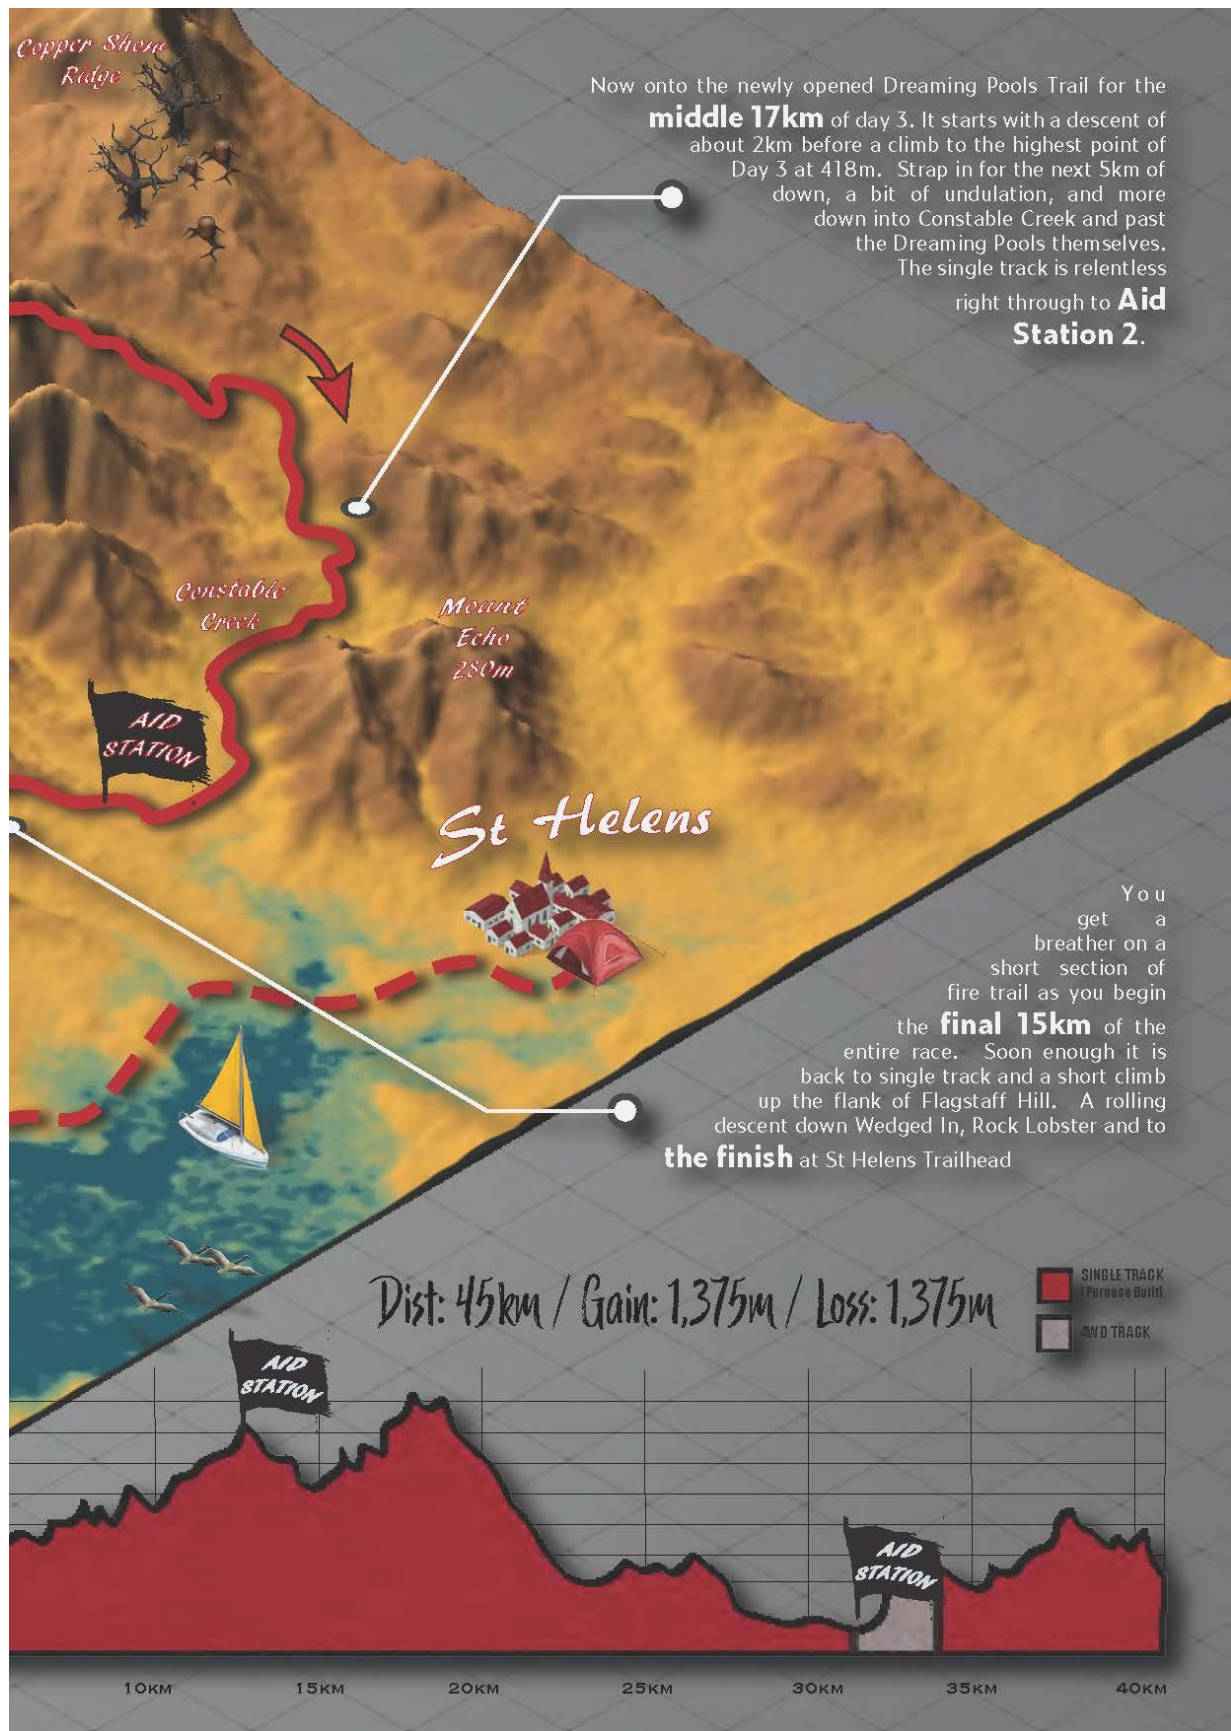 Copper Show
Ridge
Now onto the newly opened Dreaming Pools Trail for the
middle 17km of day 3. It starts with a descent of
about 2km before a climb to the highest point of
Day 3 at 418m. Strap in for the next 5km of
down, a bit of undulation, and more
down into Constable Creek and past
the Dreaming Pools themselves.
The single track is relentless
right through to Aid
Station 2.
Constable
Creek
Mount
Echo
280m
AID
STATION
St Helens
You
get a
breather on a
short section of
fire trail as you begin
the final 15km of the
entire race. Soon enough it is
back to single track and a short climb
up the flank of Flagstaff Hill. A rolling
descent down Wedged In, Rock Lobster and to
the finish at St Helens Trailhead
Dist: 45km / Gain: 1,375m / Loss: 1,375m
SINGLE TRACK
(Purpose Built)
4WD TRACK
AID
STATION
AID
STATION
10KM 15KM 20KM 25KM 30KM 35KM 40KM